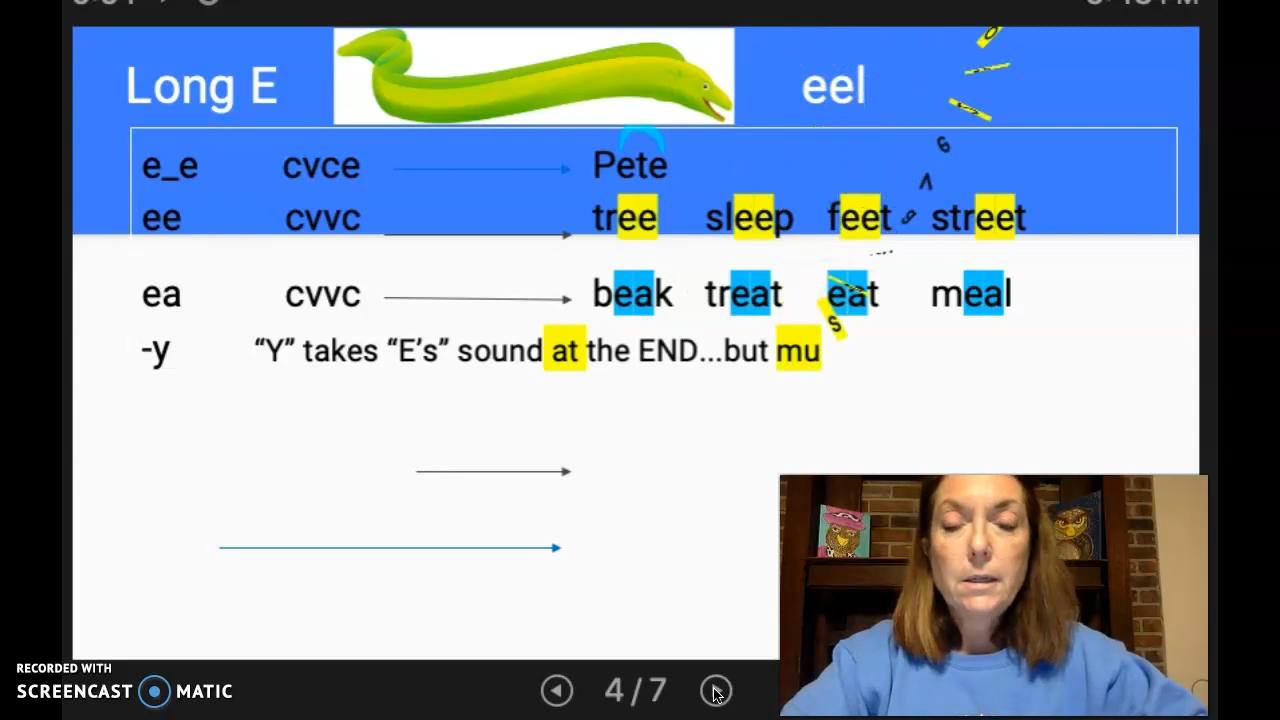 Long E eel
e_e cvce Pete
ee cvvc tree sleep feet street
ea cvvc beak treat eat meal
-y “Y” takes “E’s” sound at the END...but mu
S
RECORDED WITH
SCREENCAST MATIC
4 / 7